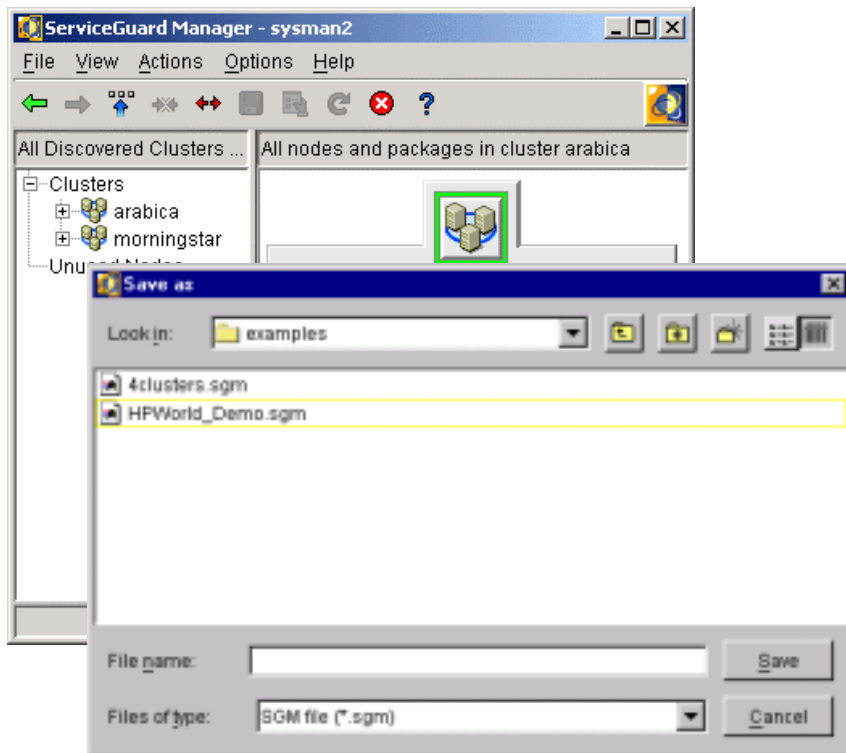 ServiceGuard Manager - sysman2
File View Actions Options Help
All Discovered Clusters ... All nodes and packages in cluster arabica
Clusters
arabica
morningstar
Unused Nodes
Save as
Look in: examples
4clusters.sgm
HPWorld_Demo.sgm
File name: Save
Files of type: SGM file (*.sgm) Cancel